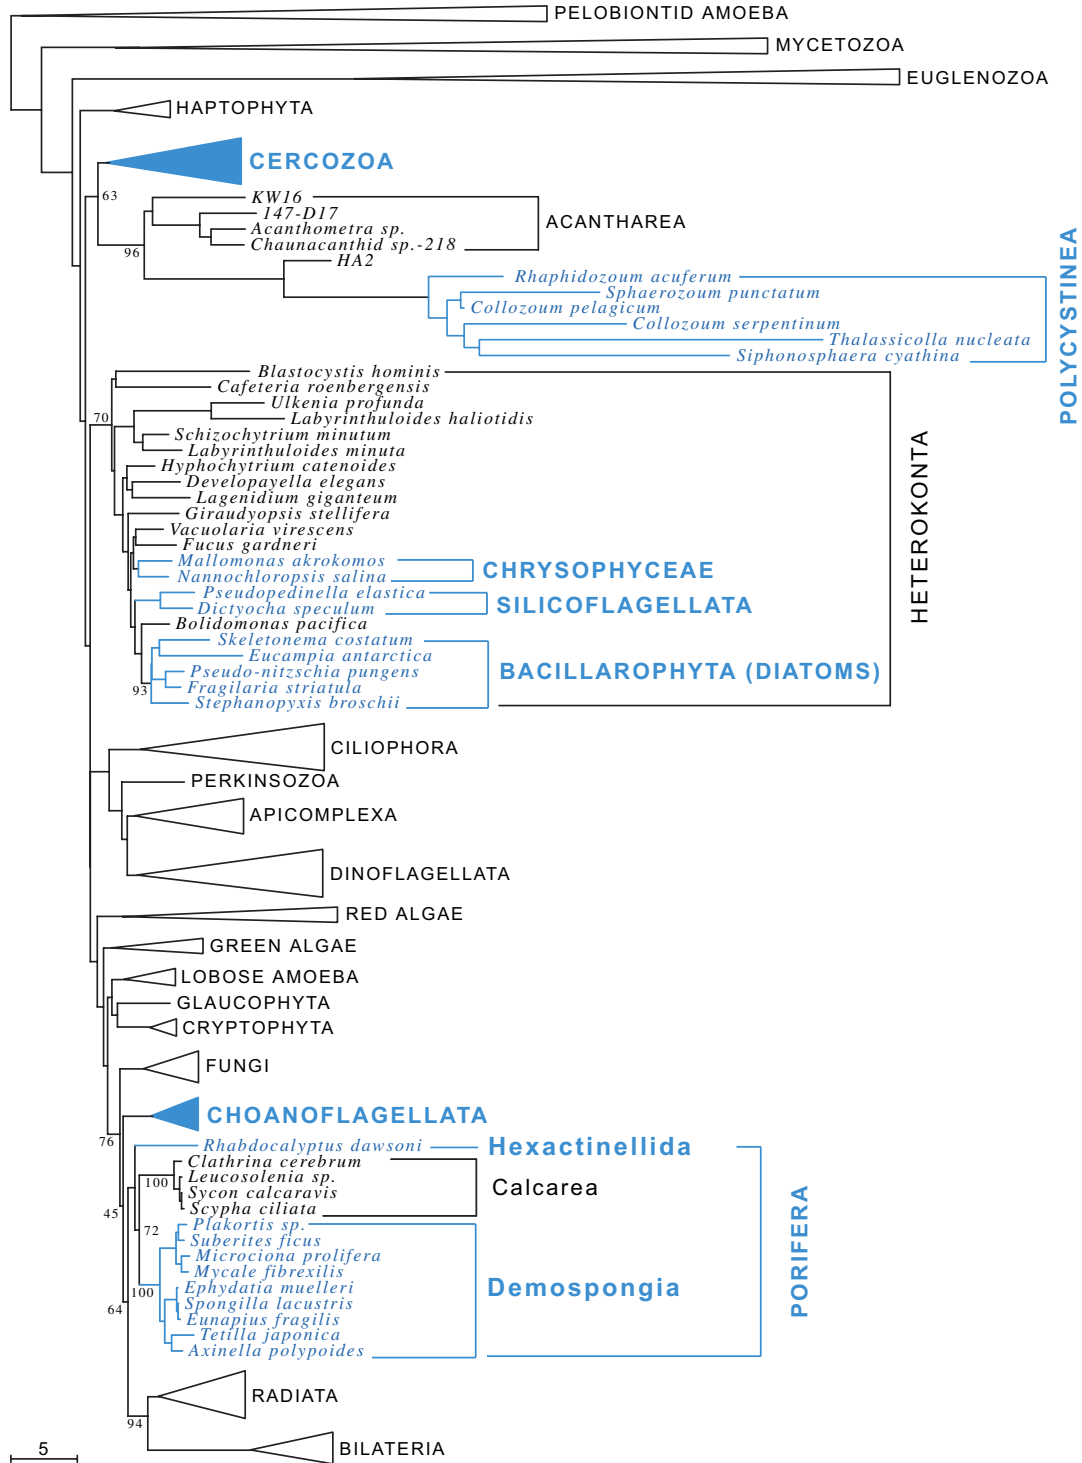 PELOBIONTID AMOEBA
MYCETOZOA
EUGLENOZOA
HAPTOPHYTA
CERCOZOA
63
KW16
147-D17
ACANTHAREA
Acanthometra sp.
Chaunacanthid sp.-218
96
HA2
Rhaphidozoum acuferum
Sphaerozoum punctatum
Collozoum pelagicum
Collozoum serpentinum
Thalassicolla nucleata
Siphonosphaera cyathina
POLYCYSTINEA
Blastocystis hominis
Cafeteria roenbergensis
Ulkenia profunda
70
Labyrinthuloides haliotidis
Schizochytrium minutum
Labyrinthuloides minuta
Hyphochytrium catenoides
Developayella elegans
Lagenidium giganteum
Giraudyopsis stellifera
Vacuolaria virescens
Fucus gardneri
HETEROKONTA
Mallomonas akrokomos
CHRYSOPHYCEAE
Nannochloropsis salina
Pseudopedinella elastica
SILICOFLAGELLATA
Dictyocha speculum
Bolidomonas pacifica
Skeletonema costatum
Eucampia antarctica
Pseudo-nitzschia pungens
BACILLAROPHYTA (DIATOMS)
93
Fragilaria striatula
Stephanopyxis broschii
CILIOPHORA
PERKINSOZOA
APICOMPLEXA
DINOFLAGELLATA
RED ALGAE
GREEN ALGAE
LOBOSE AMOEBA
GLAUCOPHYTA
CRYPTOPHYTA
FUNGI
CHOANOFLAGELLATA
76
Rhabdocalyptus dawsoni
Hexactinellida
Clathrina cerebrum
100
Leucosolenia sp.
Calcarea
Sycon calcaravis
Scypha ciliata
45
72
Plakortis sp.
Suberites ficus
Microciona prolifera
Mycale fibrexilis
100
Ephydatia muelleri
Demospongia
Spongilla lacustris
64
Eunapius fragilis
Tetilla japonica
Axinella polypoides
PORIFERA
RADIATA
94
BILATERIA
5